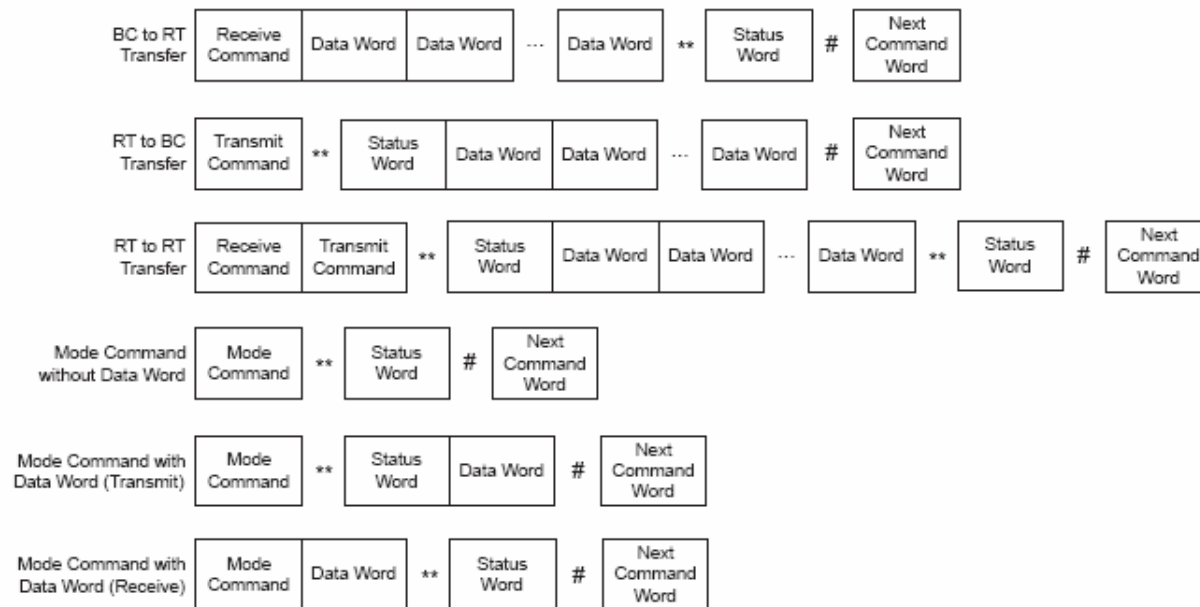 BC to RT
Transfer
Receive
Command
Data Word
Data Word
...
Data Word
**
Status
Word
#
Next
Command
Word
RT to BC
Transfer
Transmit
Command
**
Status
Word
Data Word
Data Word
...
Data Word
#
Next
Command
Word
RT to RT
Transfer
Receive
Command
Transmit
Command
**
Status
Word
Data Word
Data Word
...
Data Word
**
Status
Word
#
Next
Command
Word
Mode Command
without Data Word
Mode
Command
**
Status
Word
#
Next
Command
Word
Mode Command with
Data Word (Transmit)
Mode
Command
**
Status
Word
Data Word
#
Next
Command
Word
Mode Command with
Data Word (Receive)
Mode
Command
Data Word
**
Status
Word
#
Next
Command
Word